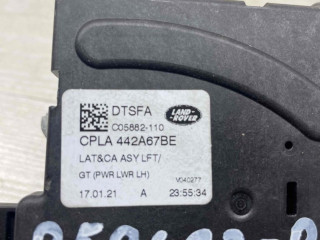 DTSFA
LAND-
ROVER
C05882-110
CPLA 442A67BE
LAT&CA ASY LFT/
GT (PWR LWR LH)
V040277
17.01.21 A 23:55:34